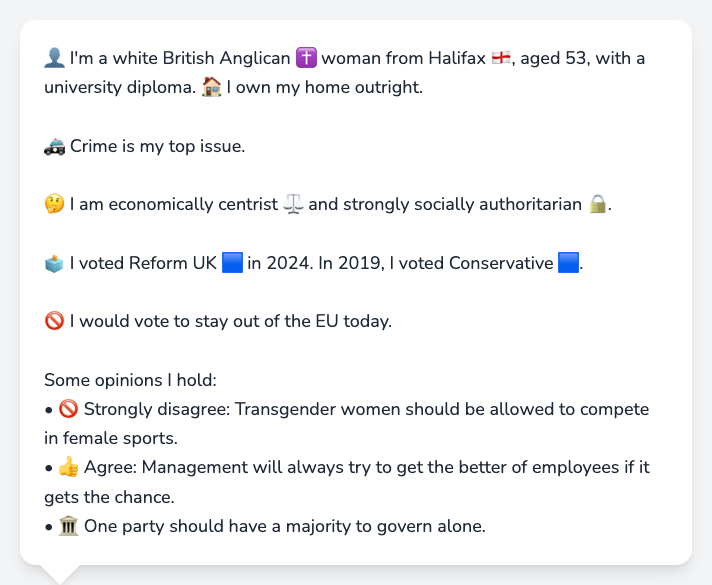 👤 I'm a white British Anglican ✝️ woman from Halifax 🏴󠁧󠁢󠁥󠁮󠁧󠁿, aged 53, with a
university diploma. 🏠 I own my home outright.
🚓 Crime is my top issue.
🤔 I am economically centrist ⚖️ and strongly socially authoritarian 🔒.
🗳️ I voted Reform UK 🟦 in 2024. In 2019, I voted Conservative 🟦.
🚫 I would vote to stay out of the EU today.
Some opinions I hold:
• 🚫 Strongly disagree: Transgender women should be allowed to compete
in female sports.
• 👍 Agree: Management will always try to get the better of employees if it
gets the chance.
• 🏛️ One party should have a majority to govern alone.